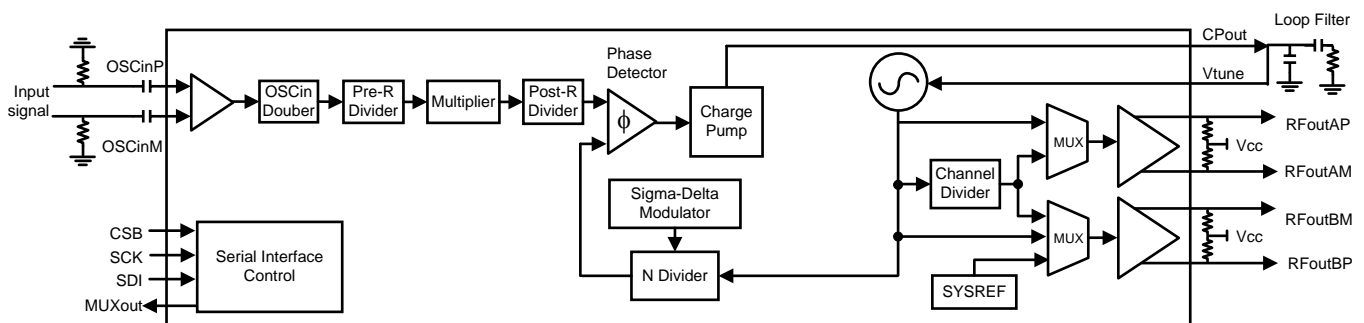 CPout
Loop Filter
OSCinP
Phase
Detector
Vtune
Input
signal
OSCin
Douber
Pre-R
Divider
Multiplier
Post-R
Divider
ϕ
Charge
Pump
MUX
RFoutAP
Vcc
OSCinM
Channel
Divider
RFoutAM
Sigma-Delta
Modulator
RFoutBM
CSB
SCK
SDI
MUXout
Serial Interface
Control
MUX
Vcc
N Divider
SYSREF
RFoutBP